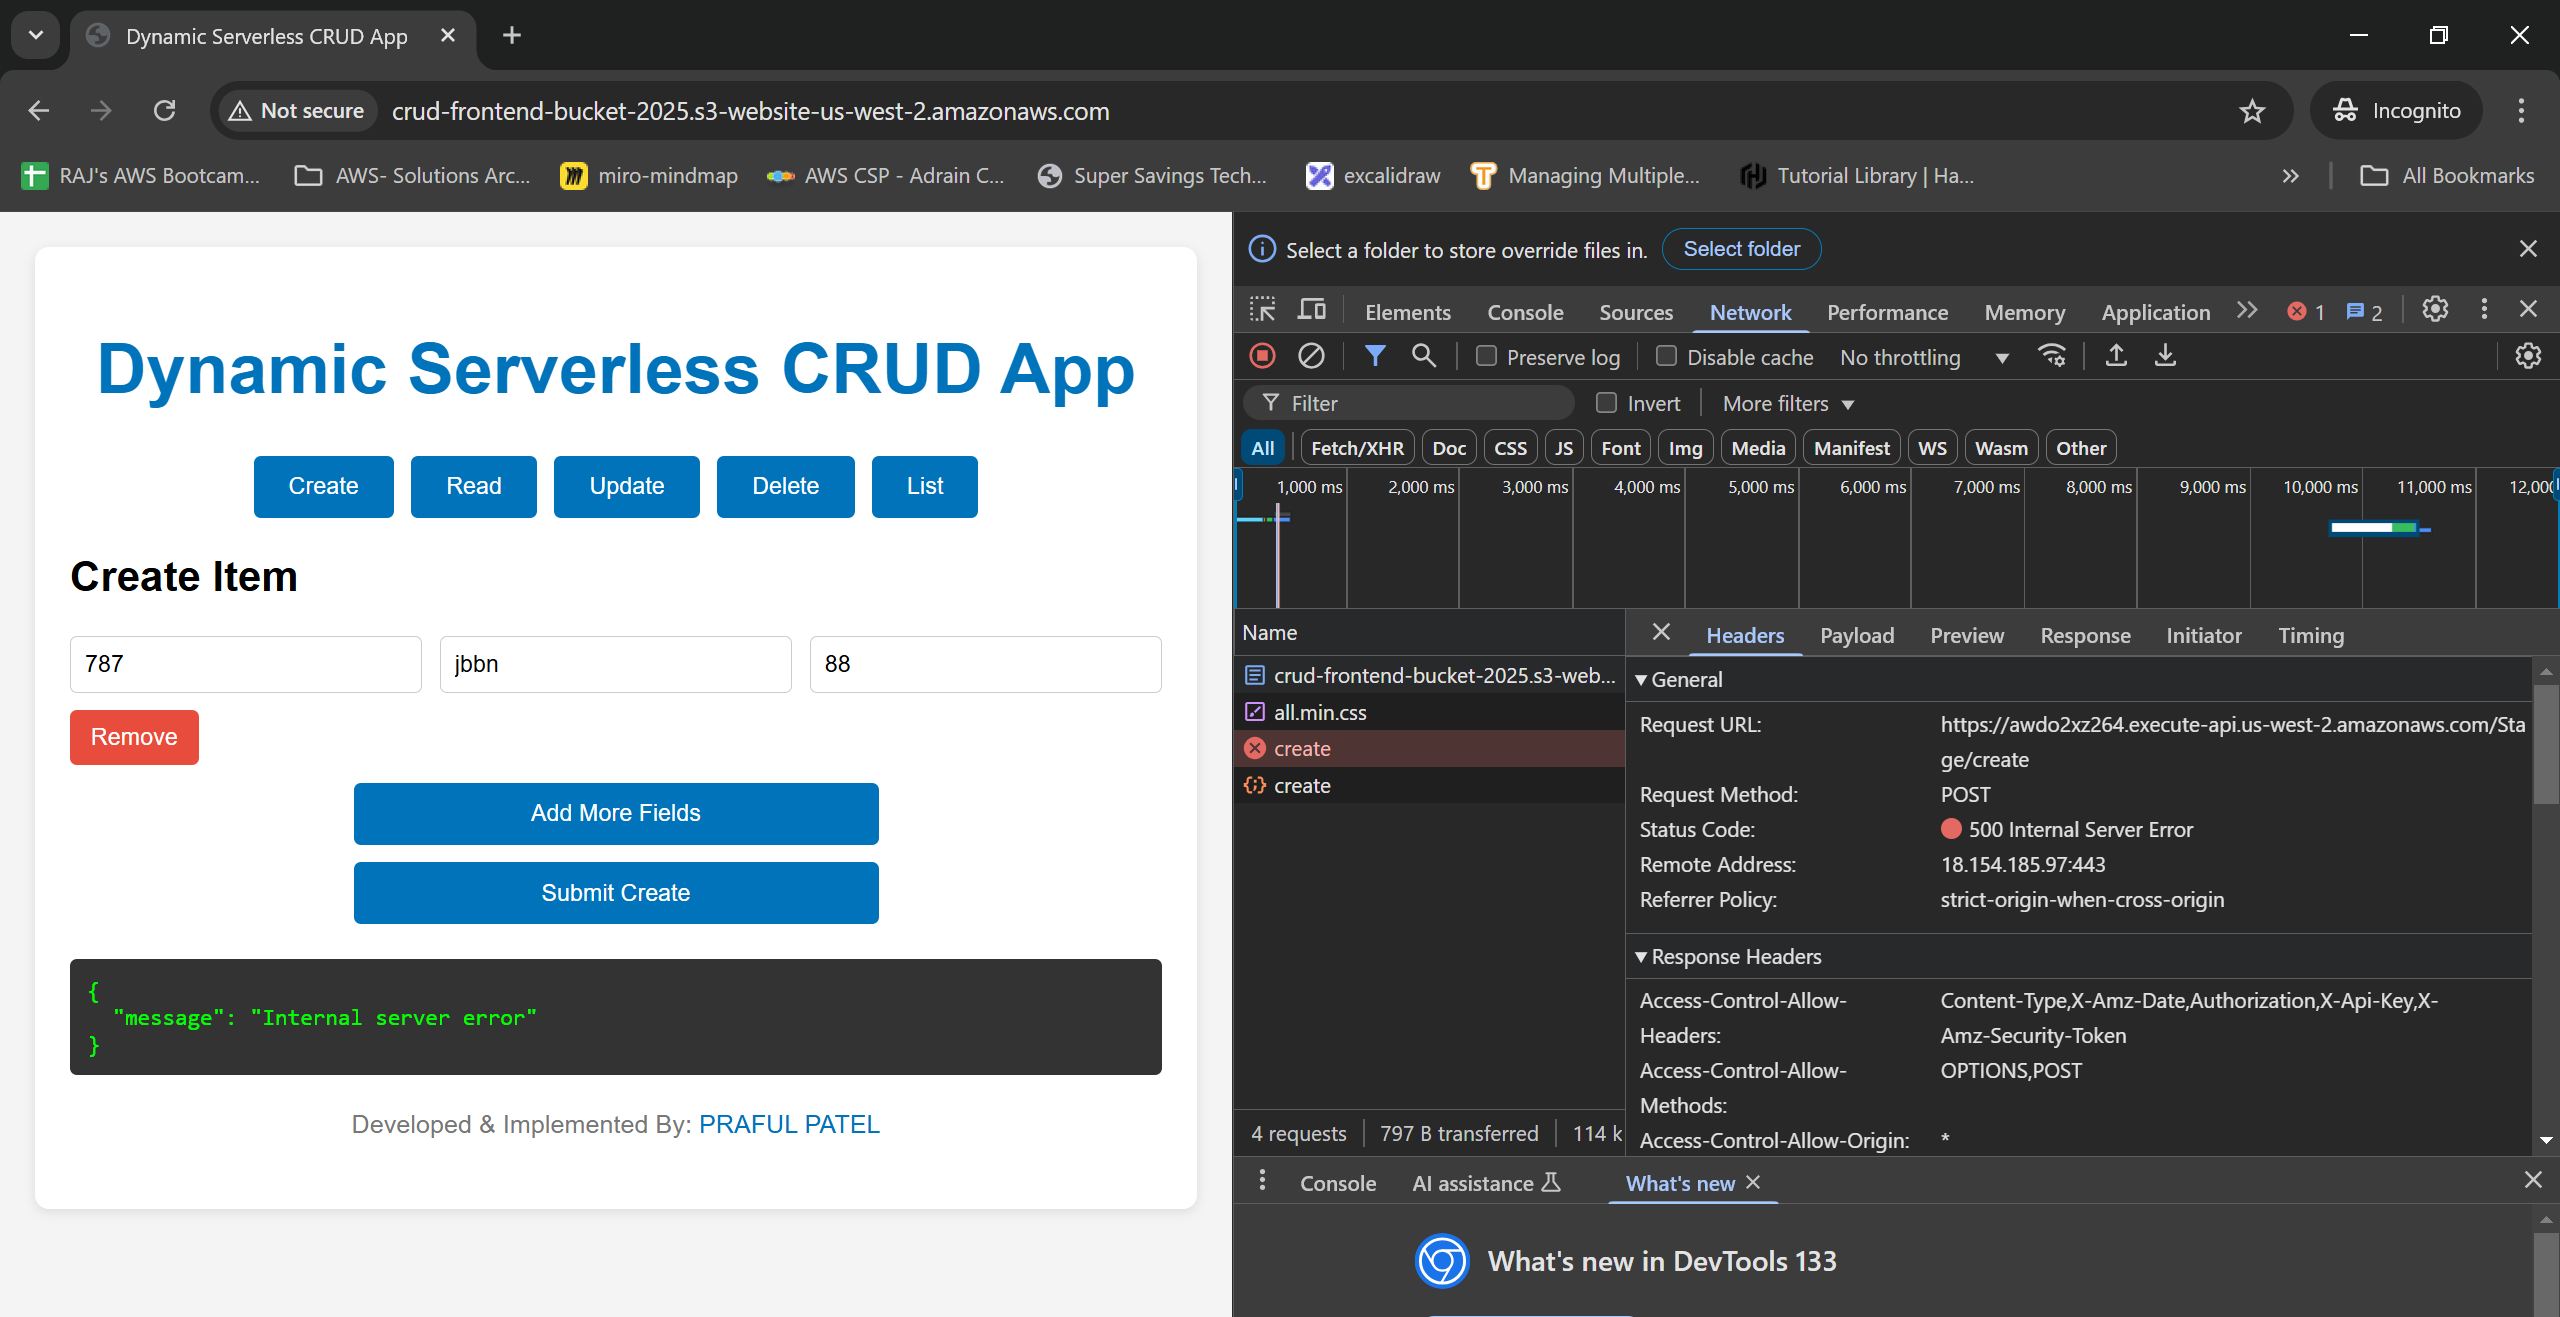 Dynamic Serverless CRUD App
Not secure
crud-frontend-bucket-2025.s3-website-us-west-2.amazonaws.com
Incognito
RAJ's AWS Bootcam...
AWS- Solutions Arc...
miro-mindmap
AWS CSP - Adrain C...
Super Savings Tech...
excalidraw
Managing Multiple...
Tutorial Library | Ha...
All Bookmarks
Dynamic Serverless CRUD App
Create Read Update Delete List
Create Item
787 jbbn 88
Remove
Add More Fields
Submit Create
{
"message": "Internal server error"
}
Developed & Implemented By: PRAFUL PATEL
Select a folder to store override files in. Select folder
Elements Console Sources Network Performance Memory Application 1 2
Preserve log Disable cache No throttling
Filter Invert More filters
All Fetch/XHR Doc CSS JS Font Img Media Manifest WS Wasm Other
1,000 ms 2,000 ms 3,000 ms 4,000 ms 5,000 ms 6,000 ms 7,000 ms 8,000 ms 9,000 ms 10,000 ms 11,000 ms 12,000
Name
crud-frontend-bucket-2025.s3-web...
all.min.css
create
create
4 requests 797 B transferred 114 k
Headers Payload Preview Response Initiator Timing
General
Request URL: https://awdo2xz264.execute-api.us-west-2.amazonaws.com/Sta
ge/create
Request Method: POST
Status Code: 500 Internal Server Error
Remote Address: 18.154.185.97:443
Referrer Policy: strict-origin-when-cross-origin
Response Headers
Access-Control-Allow- Content-Type,X-Amz-Date,Authorization,X-Api-Key,X-
Headers: Amz-Security-Token
Access-Control-Allow- OPTIONS,POST
Methods:
Access-Control-Allow-Origin: *
Console AI assistance What's new
What's new in DevTools 133